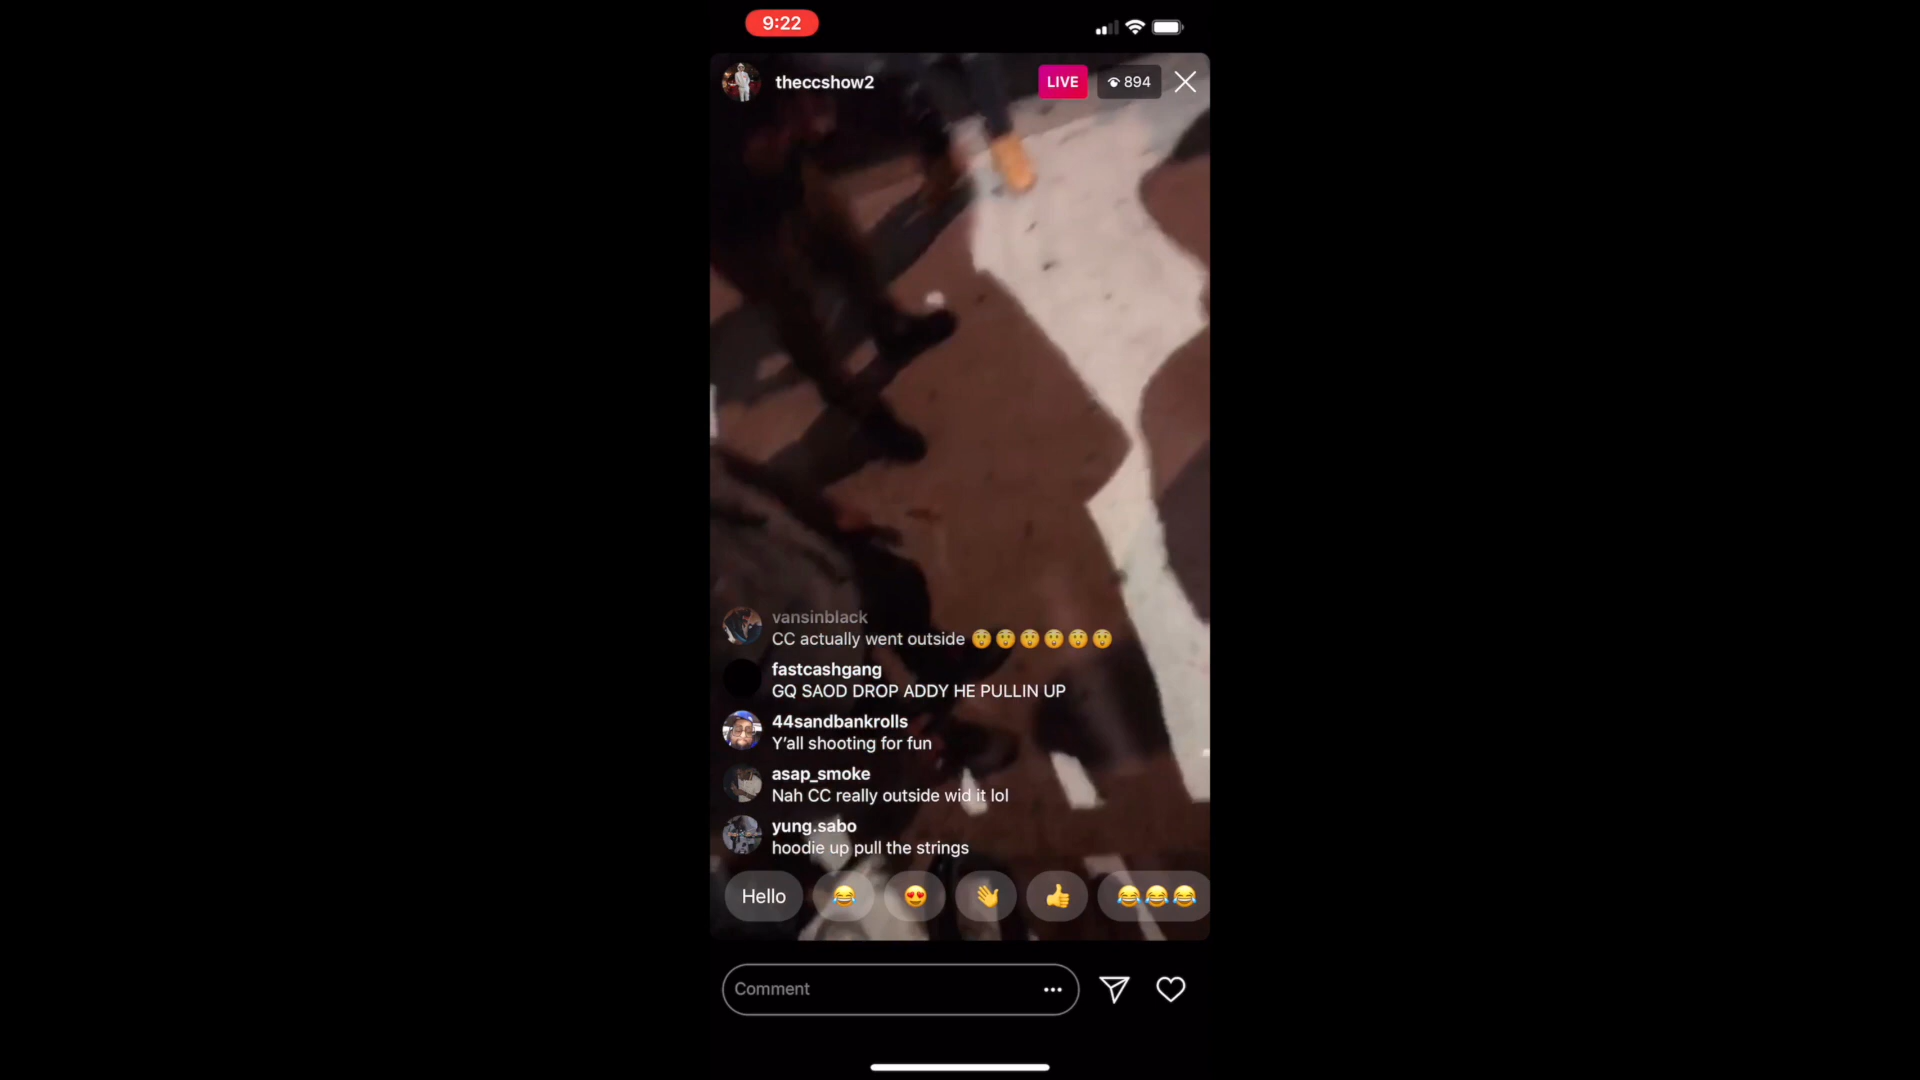 9:22
theccshow2
LIVE
894
vansinblack
CC actually went outside 😲😲😲😲😲😲
fastcashgang
GQ SAOD DROP ADDY HE PULLIN UP
44sandbankrolls
Y'all shooting for fun
asap_smoke
Nah CC really outside wid it lol
yung.sabo
hoodie up pull the strings
Hello 😂 😍 👋 👍 😂😂😂
Comment